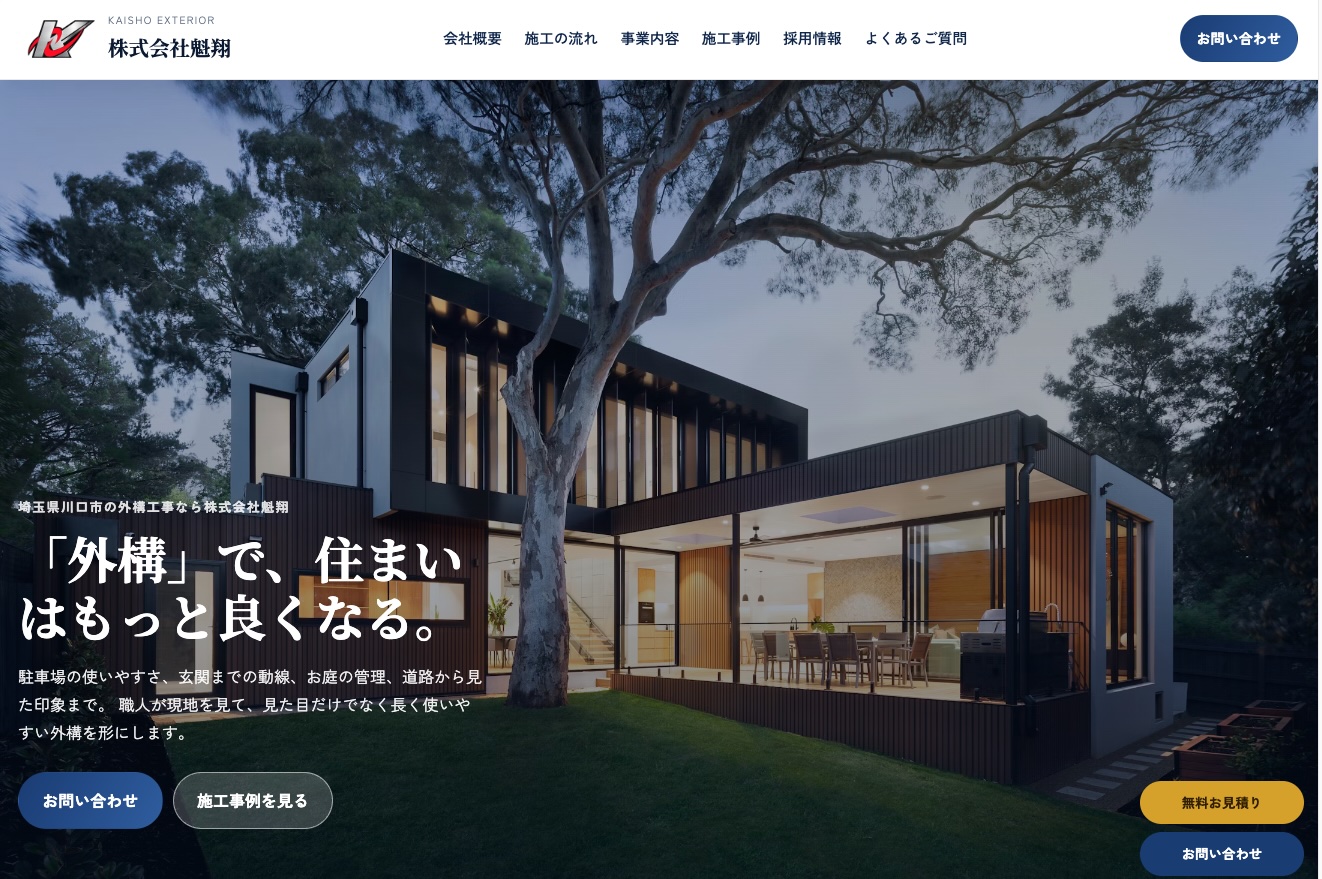 KAISHO EXTERIOR
株式会社魁翔
会社概要 施工の流れ 事業内容 施工事例 採用情報 よくあるご質問
お問い合わせ
埼玉県川口市の外構工事なら株式会社魁翔
「外構」で、住まい
はもっと良くなる。
駐車場の使いやすさ、玄関までの動線、お庭の管理、道路から見
た印象まで。 職人が現地を見て、見た目だけでなく長く使いや
すい外構を形にします。
お問い合わせ 施工事例を見る
無料お見積り
お問い合わせ